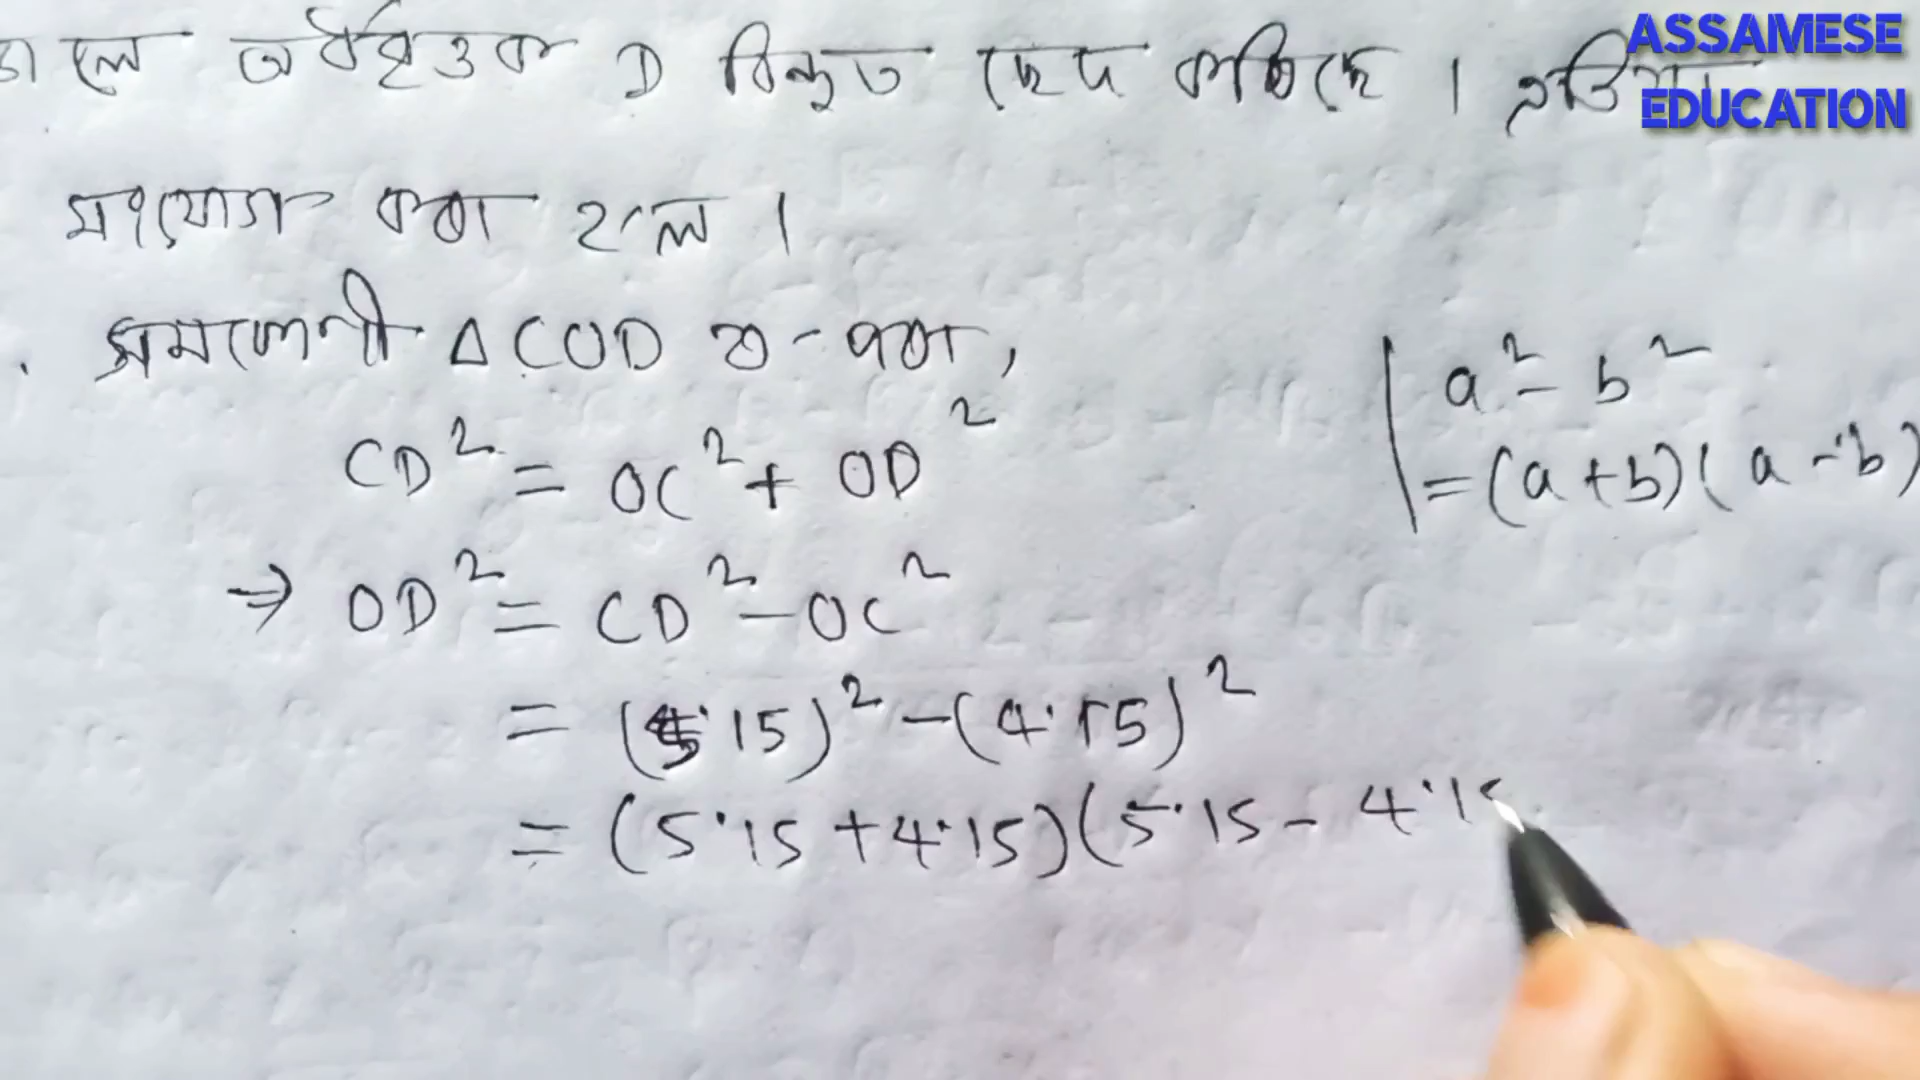 ASSAMESE
EDUCATION
লে অৰ্ধবৃত্তক D বিন্দুত ছেদ কৰিছে ।
সংযোগ কৰা হ'ল ।
সমকোণী Δ COD ৰ- পৰা,
CD² = OC² + OD²
⇒ OD² = CD² - OC²
= (5.15)² - (4.15)²
= (5.15 + 4.15)(5.15 - 4.15
a² - b²
= (a + b)(a - b)